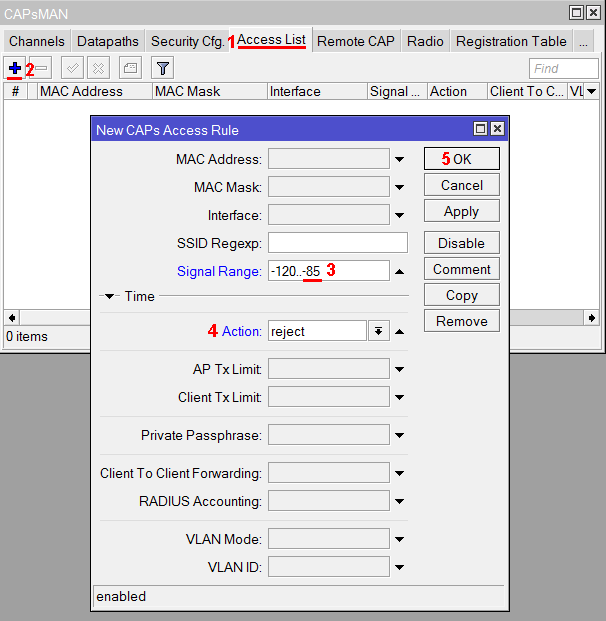 CAPsMAN
Channels Datapaths Security Cfg. 1 Access List Remote CAP Radio Registration Table ...
2 Find
# MAC Address MAC Mask Interface Signal ... Action Client To C... VL
New CAPs Access Rule
MAC Address:
MAC Mask:
Interface:
SSID Regexp:
Signal Range: -120..-85 3
Time
4 Action: reject
AP Tx Limit:
Client Tx Limit:
Private Passphrase:
Client To Client Forwarding:
RADIUS Accounting:
VLAN Mode:
VLAN ID:
enabled
5 OK
Cancel
Apply
Disable
Comment
Copy
Remove
0 items